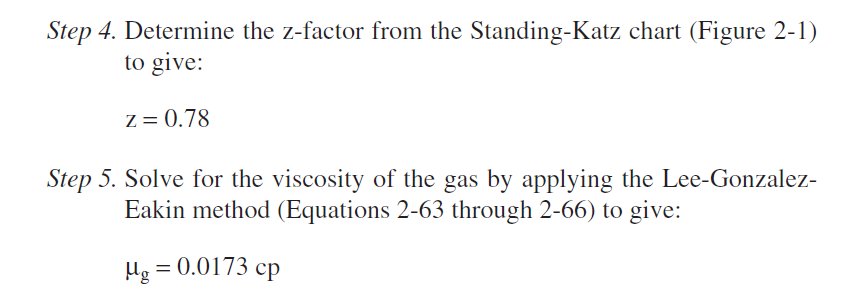 Step 4. Determine the z-factor from the Standing-Katz chart (Figure 2-1)
to give:
z = 0.78
Step 5. Solve for the viscosity of the gas by applying the Lee-Gonzalez-
Eakin method (Equations 2-63 through 2-66) to give:
μg = 0.0173 cp